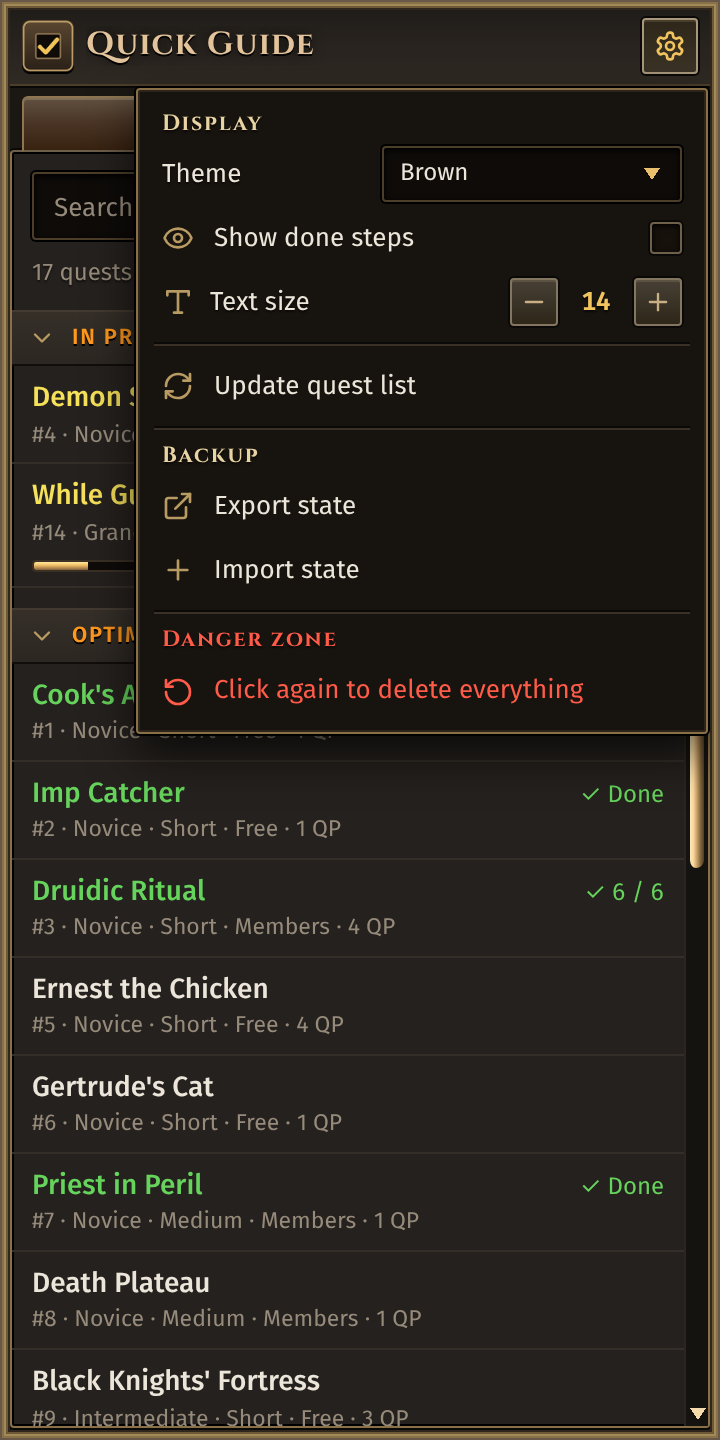 Quick Guide
Display
Theme
Brown
Show done steps
Text size
14
Update quest list
Backup
Export state
Import state
Danger zone
Click again to delete everything
Search
17 quests
Demon
#4 · Novice
While
#14
Cook's
#1 · Novice
Imp Catcher
✓ Done
#2 · Novice · Short · Free · 1 QP
Druidic Ritual
✓ 6 / 6
#3 · Novice · Short · Members · 4 QP
Ernest the Chicken
#5 · Novice · Short · Free · 4 QP
Gertrude's Cat
#6 · Novice · Short · Free · 1 QP
Priest in Peril
✓ Done
#7 · Novice · Medium · Members · 1 QP
Death Plateau
#8 · Novice · Medium · Members · 1 QP
Black Knights' Fortress
#9 · Intermediate · Short · Free · 3 QP